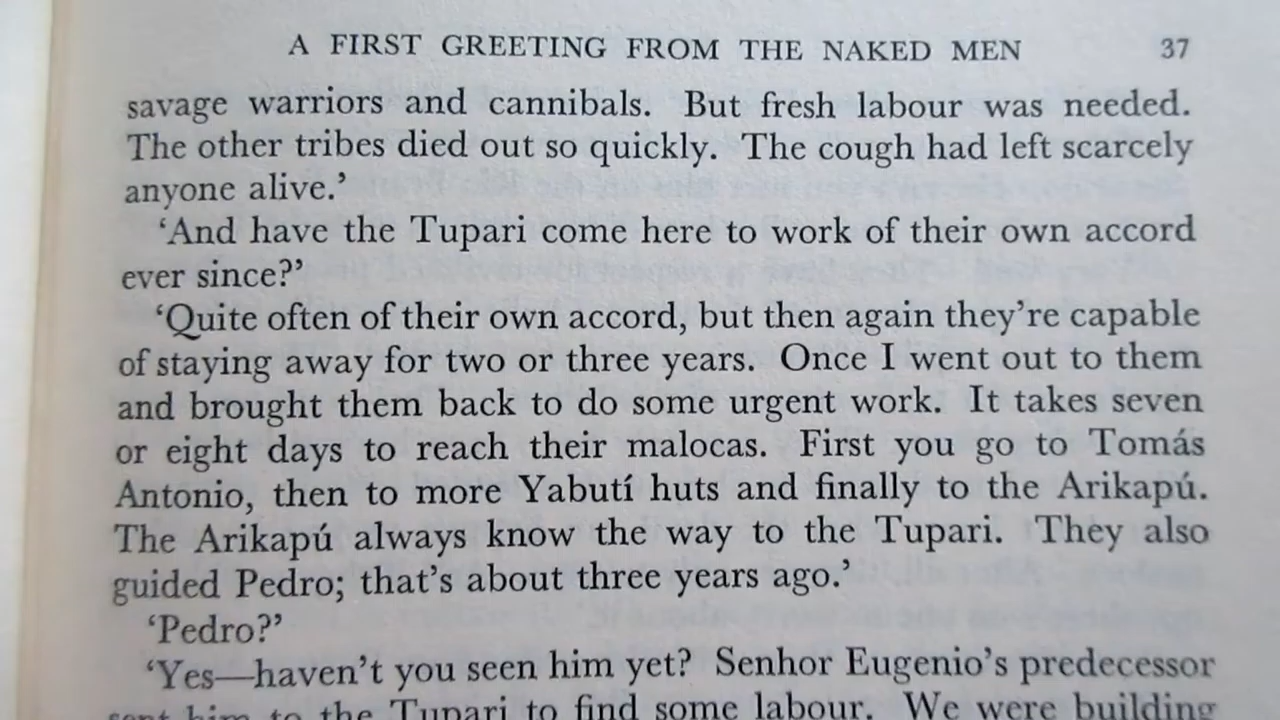 A FIRST GREETING FROM THE NAKED MEN 37
savage warriors and cannibals. But fresh labour was needed.
The other tribes died out so quickly. The cough had left scarcely
anyone alive.’
‘And have the Tupari come here to work of their own accord
ever since?’
‘Quite often of their own accord, but then again they’re capable
of staying away for two or three years. Once I went out to them
and brought them back to do some urgent work. It takes seven
or eight days to reach their malocas. First you go to Tomás
Antonio, then to more Yabutí huts and finally to the Arikapú.
The Arikapú always know the way to the Tupari. They also
guided Pedro; that’s about three years ago.’
‘Pedro?’
‘Yes—haven’t you seen him yet? Senhor Eugenio’s predecessor
sent him to the Tupari to find some labour. We were building